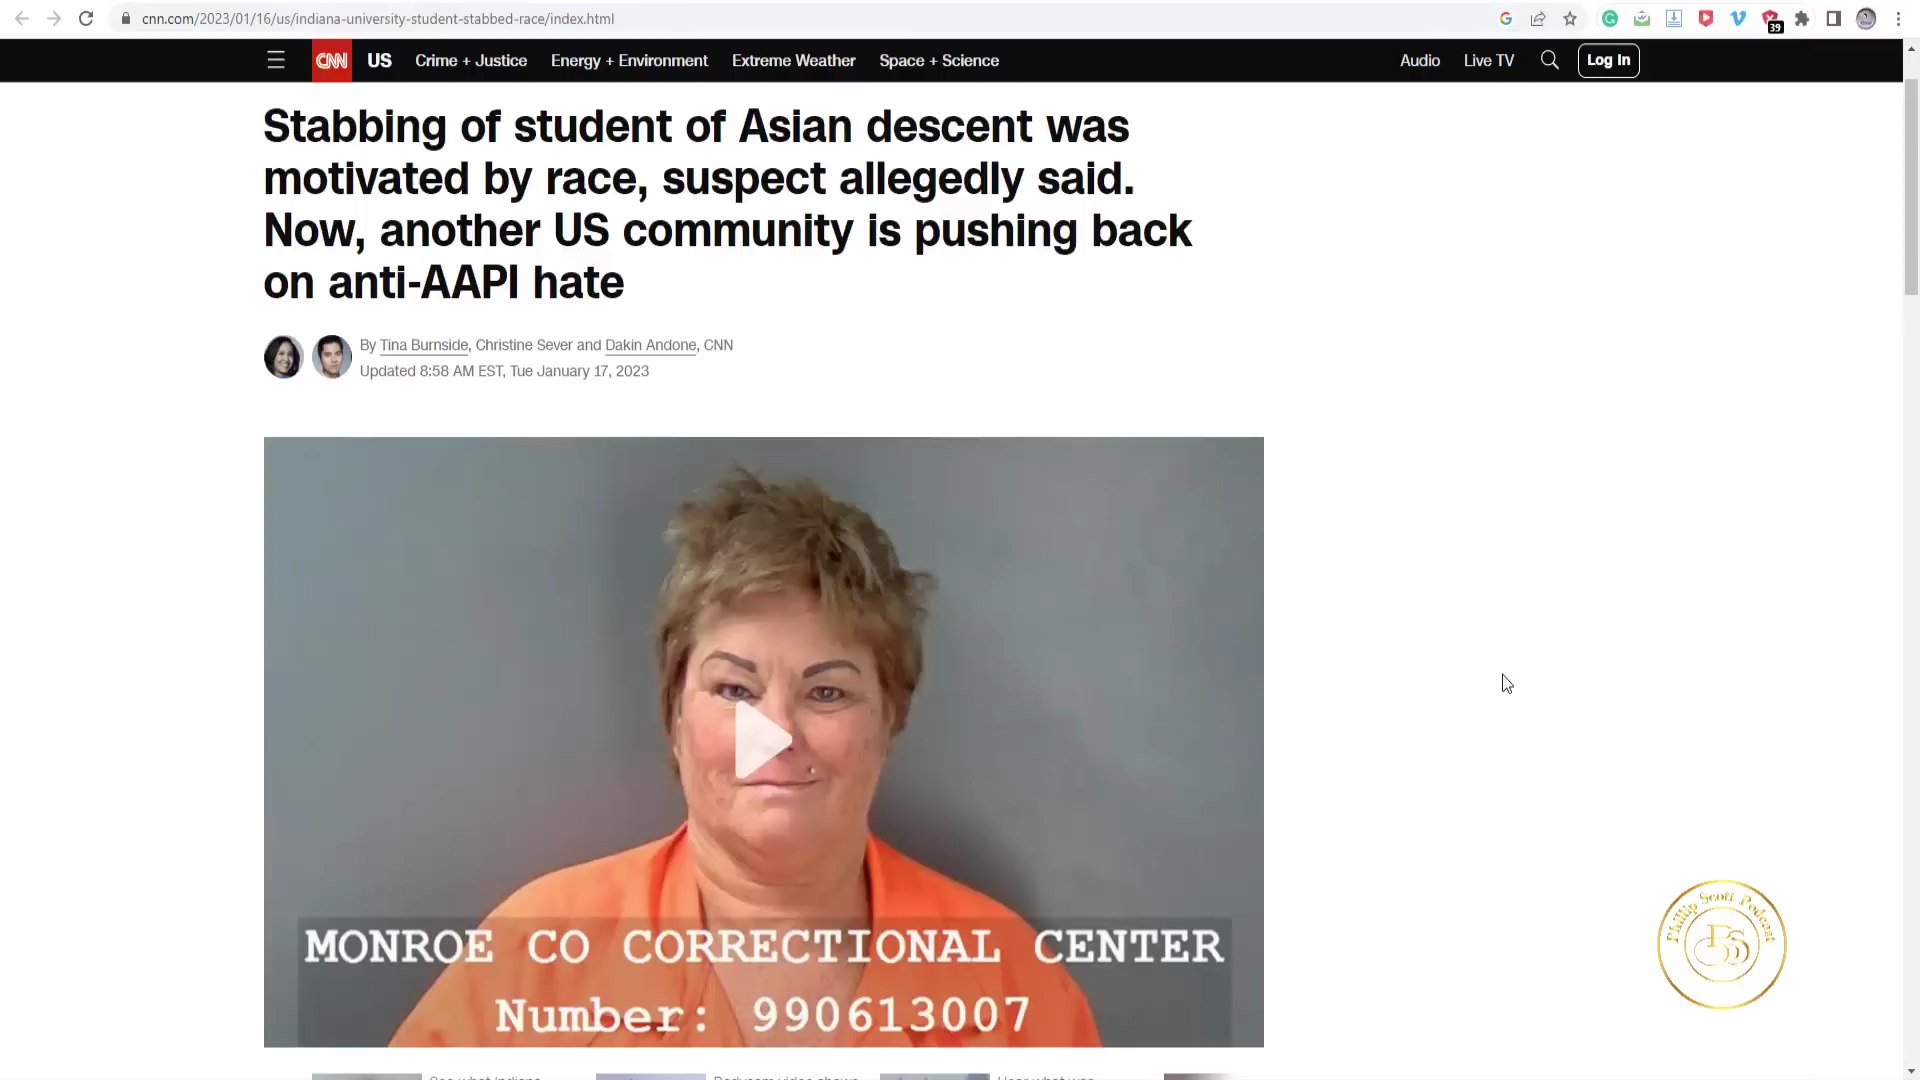 cnn.com/2023/01/16/us/indiana-university-student-stabbed-race/index.html
39
CNN US Crime + Justice Energy + Environment Extreme Weather Space + Science Audio Live TV Log In
Stabbing of student of Asian descent was
motivated by race, suspect allegedly said.
Now, another US community is pushing back
on anti-AAPI hate
By Tina Burnside, Christine Sever and Dakin Andone, CNN
Updated 8:58 AM EST, Tue January 17, 2023
MONROE CO CORRECTIONAL CENTER
Number: 990613007
Phillip Scott Podcast